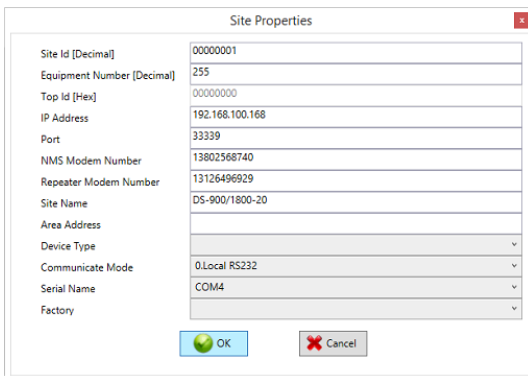 Site Properties
x
Site Id [Decimal] 00000001
Equipment Number [Decimal] 255
Top Id [Hex] 00000000
IP Address 192.168.100.168
Port 33339
NMS Modem Number 13802568740
Repeater Modem Number 13126496929
Site Name DS-900/1800-20
Area Address
Device Type
Communicate Mode 0.Local RS232
Serial Name COM4
Factory
OK Cancel